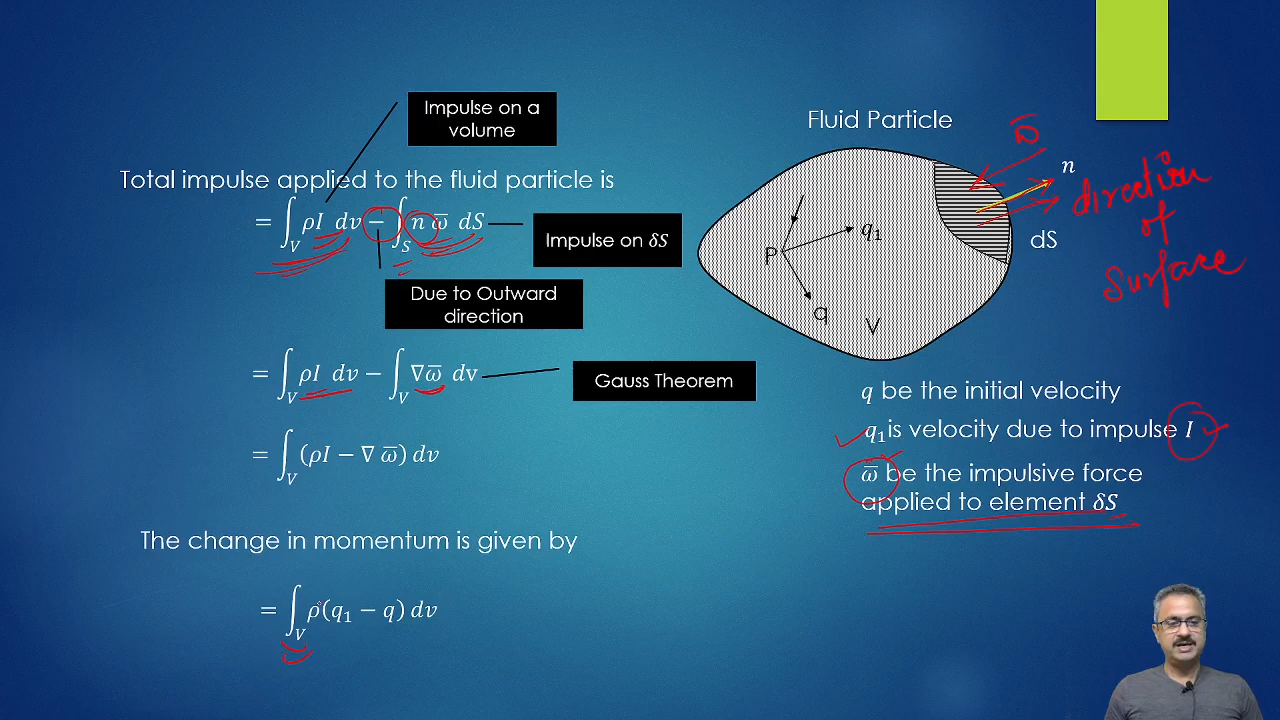 Impulse on a
volume
Total impulse applied to the fluid particle is
= ∫_V ρI dv − ∫_S n ω̅ dS
Impulse on δS
Due to Outward
direction
= ∫_V ρI dv − ∫_V ∇ω̅ dv
Gauss Theorem
= ∫_V (ρI − ∇ ω̅) dv
The change in momentum is given by
= ∫_V ρ(q₁ − q) dv
Fluid Particle
ω̅
n
direction
of
surface
dS
P
q₁
q
V
q be the initial velocity
q₁is velocity due to impulse I
ω̅ be the impulsive force
applied to element δS